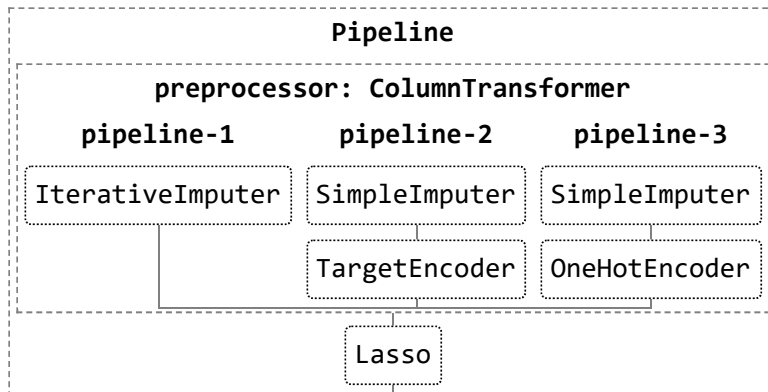 Pipeline
preprocessor: ColumnTransformer
pipeline-1 pipeline-2 pipeline-3
IterativeImputer SimpleImputer SimpleImputer
TargetEncoder OneHotEncoder
Lasso